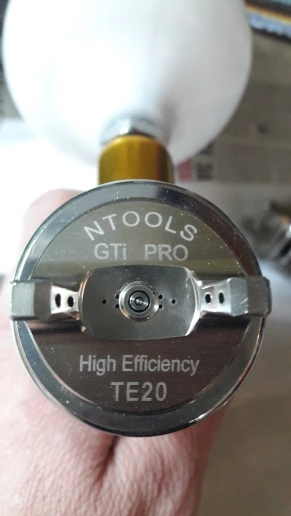 NTOOLS
GTi PRO
High Efficiency
TE20